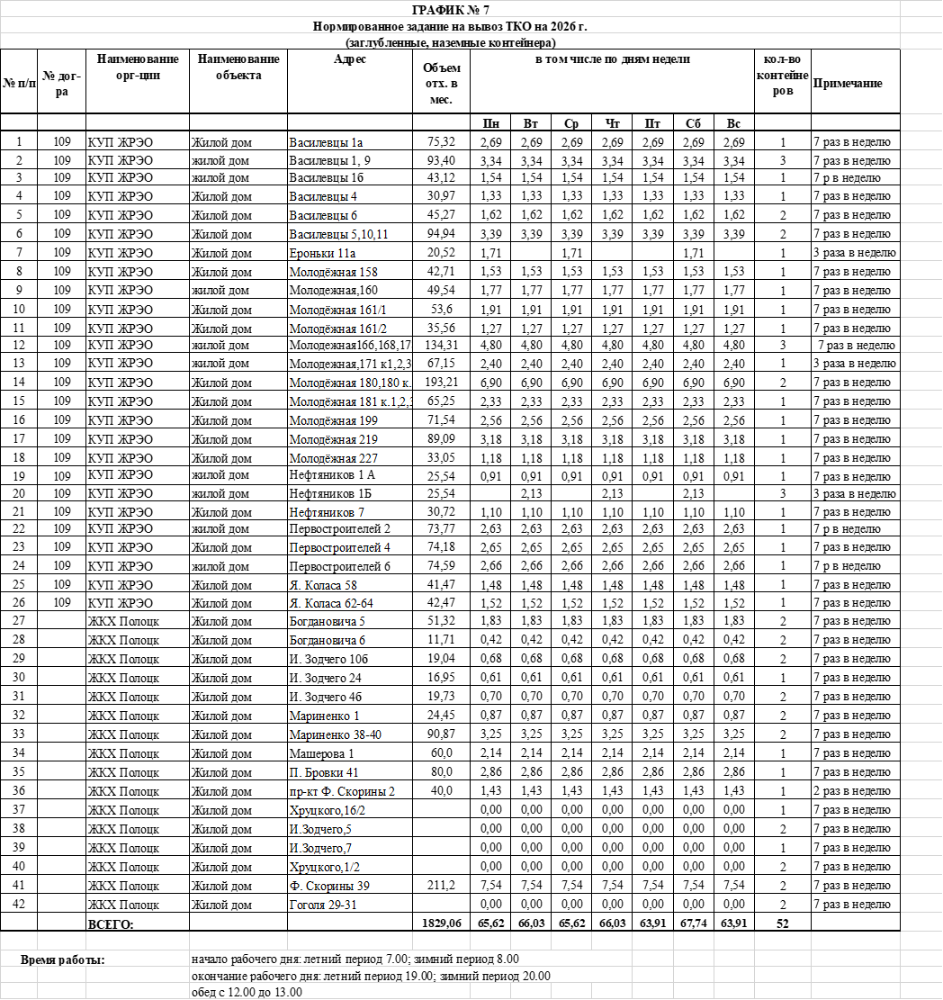 ГРАФИК № 7
Нормированное задание на вывоз ТКО на 2026 г.
(заглубленные, наземные контейнера)
№ п/п № дог-ра Наименование орг-ции Наименование объекта Адрес Объем отх. в мес. в том числе по дням недели кол-во контейнеров Примечание
Пн Вт Ср Чт Пт Сб Вс
1 109 КУП ЖРЭО Жилой дом Василевцы 1а 75,32 2,69 2,69 2,69 2,69 2,69 2,69 2,69 1 7 раз в неделю
2 109 КУП ЖРЭО жилой дом Василевцы 1, 9 93,40 3,34 3,34 3,34 3,34 3,34 3,34 3,34 3 7 раз в неделю
3 109 КУП ЖРЭО жилой дом Василевцы 1б 43,12 1,54 1,54 1,54 1,54 1,54 1,54 1,54 1 7 р в неделю
4 109 КУП ЖРЭО Жилой дом Василевцы 4 30,97 1,33 1,33 1,33 1,33 1,33 1,33 1,33 1 7 раз в неделю
5 109 КУП ЖРЭО Жилой дом Василевцы 6 45,27 1,62 1,62 1,62 1,62 1,62 1,62 1,62 2 7 раз в неделю
6 109 КУП ЖРЭО Жилой дом Василевцы 5,10,11 94,94 3,39 3,39 3,39 3,39 3,39 3,39 3,39 2 7 раз в неделю
7 109 КУП ЖРЭО Жилой дом Ероньки 11а 20,52 1,71 1,71 1,71 1 3 раза в неделю
8 109 КУП ЖРЭО Жилой дом Молодёжная 158 42,71 1,53 1,53 1,53 1,53 1,53 1,53 1,53 1 7 раз в неделю
9 109 КУП ЖРЭО жилой дом Молодежная,160 49,54 1,77 1,77 1,77 1,77 1,77 1,77 1,77 1 7 раз в неделю
10 109 КУП ЖРЭО Жилой дом Молодёжная 161/1 53,6 1,91 1,91 1,91 1,91 1,91 1,91 1,91 1 7 раз в неделю
11 109 КУП ЖРЭО Жилой дом Молодёжная 161/2 35,56 1,27 1,27 1,27 1,27 1,27 1,27 1,27 1 7 раз в неделю
12 109 КУП ЖРЭО жилой дом Молодежная166,168,17 134,31 4,80 4,80 4,80 4,80 4,80 4,80 4,80 3 7 раз в неделю
13 109 КУП ЖРЭО жилой дом Молодежная,171 к1,2,3 67,15 2,40 2,40 2,40 2,40 2,40 2,40 2,40 1 3 раза в неделю
14 109 КУП ЖРЭО Жилой дом Молодёжная 180,180 к. 193,21 6,90 6,90 6,90 6,90 6,90 6,90 6,90 2 7 раз в неделю
15 109 КУП ЖРЭО Жилой дом Молодёжная 181 к.1,2,3 65,25 2,33 2,33 2,33 2,33 2,33 2,33 2,33 1 7 раз в неделю
16 109 КУП ЖРЭО Жилой дом Молодёжная 199 71,54 2,56 2,56 2,56 2,56 2,56 2,56 2,56 1 7 раз в неделю
17 109 КУП ЖРЭО Жилой дом Молодёжная 219 89,09 3,18 3,18 3,18 3,18 3,18 3,18 3,18 1 7 раз в неделю
18 109 КУП ЖРЭО Жилой дом Молодёжная 227 33,05 1,18 1,18 1,18 1,18 1,18 1,18 1,18 1 7 раз в неделю
19 109 КУП ЖРЭО жилой дом Нефтяников 1 А 25,54 0,91 0,91 0,91 0,91 0,91 0,91 0,91 1 7 раз в неделю
20 109 КУП ЖРЭО жилой дом Нефтяников 1Б 25,54 2,13 2,13 2,13 3 3 раза в неделю
21 109 КУП ЖРЭО Жилой дом Нефтяников 7 30,72 1,10 1,10 1,10 1,10 1,10 1,10 1,10 1 7 раз в неделю
22 109 КУП ЖРЭО жилой дом Первостроителей 2 73,77 2,63 2,63 2,63 2,63 2,63 2,63 2,63 1 7 р в неделю
23 109 КУП ЖРЭО Жилой дом Первостроителей 4 74,18 2,65 2,65 2,65 2,65 2,65 2,65 2,65 1 7 раз в неделю
24 109 КУП ЖРЭО жилой дом Первостроителей 6 74,59 2,66 2,66 2,66 2,66 2,66 2,66 2,66 1 7 р в неделю
25 109 КУП ЖРЭО Жилой дом Я. Коласа 58 41,47 1,48 1,48 1,48 1,48 1,48 1,48 1,48 1 7 раз в неделю
26 109 КУП ЖРЭО Жилой дом Я. Коласа 62-64 42,47 1,52 1,52 1,52 1,52 1,52 1,52 1,52 1 7 раз в неделю
27 ЖКХ Полоцк Жилой дом Богдановича 5 51,32 1,83 1,83 1,83 1,83 1,83 1,83 1,83 2 7 раз в неделю
28 ЖКХ Полоцк Жилой дом Богдановича 6 11,71 0,42 0,42 0,42 0,42 0,42 0,42 0,42 2 7 раз в неделю
29 ЖКХ Полоцк Жилой дом И. Зодчего 10б 19,04 0,68 0,68 0,68 0,68 0,68 0,68 0,68 2 7 раз в неделю
30 ЖКХ Полоцк Жилой дом И. Зодчего 24 16,95 0,61 0,61 0,61 0,61 0,61 0,61 0,61 1 7 раз в неделю
31 ЖКХ Полоцк Жилой дом И. Зодчего 4б 19,73 0,70 0,70 0,70 0,70 0,70 0,70 0,70 2 7 раз в неделю
32 ЖКХ Полоцк Жилой дом Мариненко 1 24,45 0,87 0,87 0,87 0,87 0,87 0,87 0,87 2 7 раз в неделю
33 ЖКХ Полоцк Жилой дом Мариненко 38-40 90,87 3,25 3,25 3,25 3,25 3,25 3,25 3,25 2 7 раз в неделю
34 ЖКХ Полоцк Жилой дом Машерова 1 60,0 2,14 2,14 2,14 2,14 2,14 2,14 2,14 1 7 раз в неделю
35 ЖКХ Полоцк Жилой дом П. Бровки 41 80,0 2,86 2,86 2,86 2,86 2,86 2,86 2,86 1 7 раз в неделю
36 ЖКХ Полоцк Жилой дом пр-кт Ф. Скорины 2 40,0 1,43 1,43 1,43 1,43 1,43 1,43 1,43 1 2 раз в неделю
37 ЖКХ Полоцк Жилой дом Хруцкого,16/2 0,00 0,00 0,00 0,00 0,00 0,00 0,00 1 7 раз в неделю
38 ЖКХ Полоцк Жилой дом И.Зодчего,5 0,00 0,00 0,00 0,00 0,00 0,00 0,00 2 7 раз в неделю
39 ЖКХ Полоцк Жилой дом И.Зодчего,7 0,00 0,00 0,00 0,00 0,00 0,00 0,00 1 7 раз в неделю
40 ЖКХ Полоцк Жилой дом Хруцкого,1/2 0,00 0,00 0,00 0,00 0,00 0,00 0,00 2 7 раз в неделю
41 ЖКХ Полоцк Жилой дом Ф. Скорины 39 211,2 7,54 7,54 7,54 7,54 7,54 7,54 7,54 2 7 раз в неделю
42 ЖКХ Полоцк Жилой дом Гоголя 29-31 0,00 0,00 0,00 0,00 0,00 0,00 0,00 2 7 раз в неделю
ВСЕГО: 1829,06 65,62 66,03 65,62 66,03 63,91 67,74 63,91 52
Время работы: начало рабочего дня: летний период 7.00; зимний период 8.00
окончание рабочего дня: летний период 19.00; зимний период 20.00
обед с 12.00 до 13.00